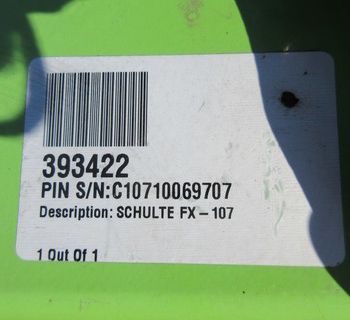 393422
PIN S/N:C10710069707
Description: SCHULTE FX-107
1 Out Of 1